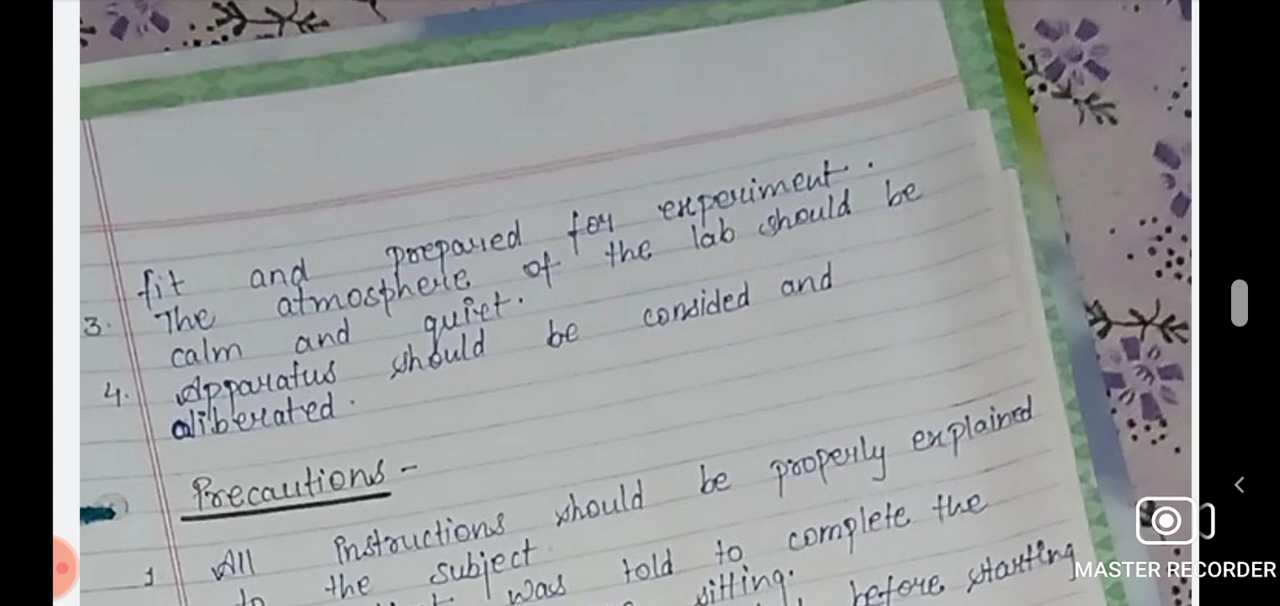 fit and prepared for experiment.
3. The atmosphere of the lab should be
calm and quiet.
4. Apparatus should be consided and
aliberated.
Precautions -
1 All instructions should be properly explained
to the subject.
was told to complete the
sitting.
before starting
MASTER RECORDER